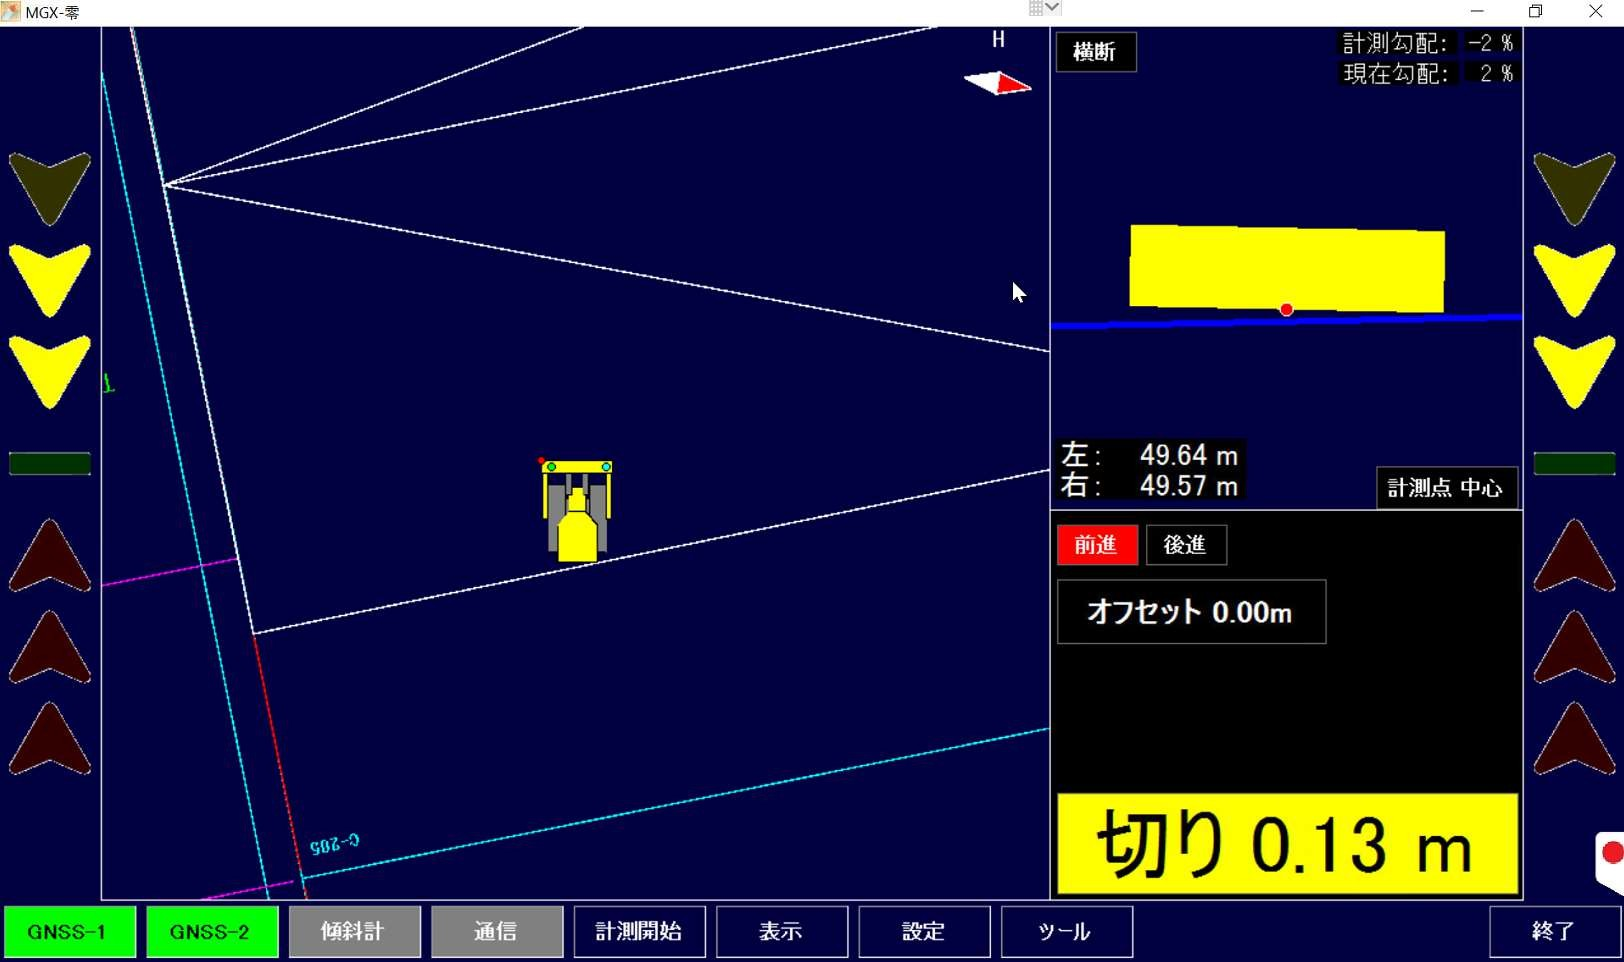 MGX-零
H
横断
計測勾配: -2 %
現在勾配: 2 %
左: 49.64 m
右: 49.57 m
計測点 中心
前進 後進
オフセット 0.00m
切り 0.13 m
C-205
GNSS-1 GNSS-2 傾斜計 通信 計測開始 表示 設定 ツール 終了